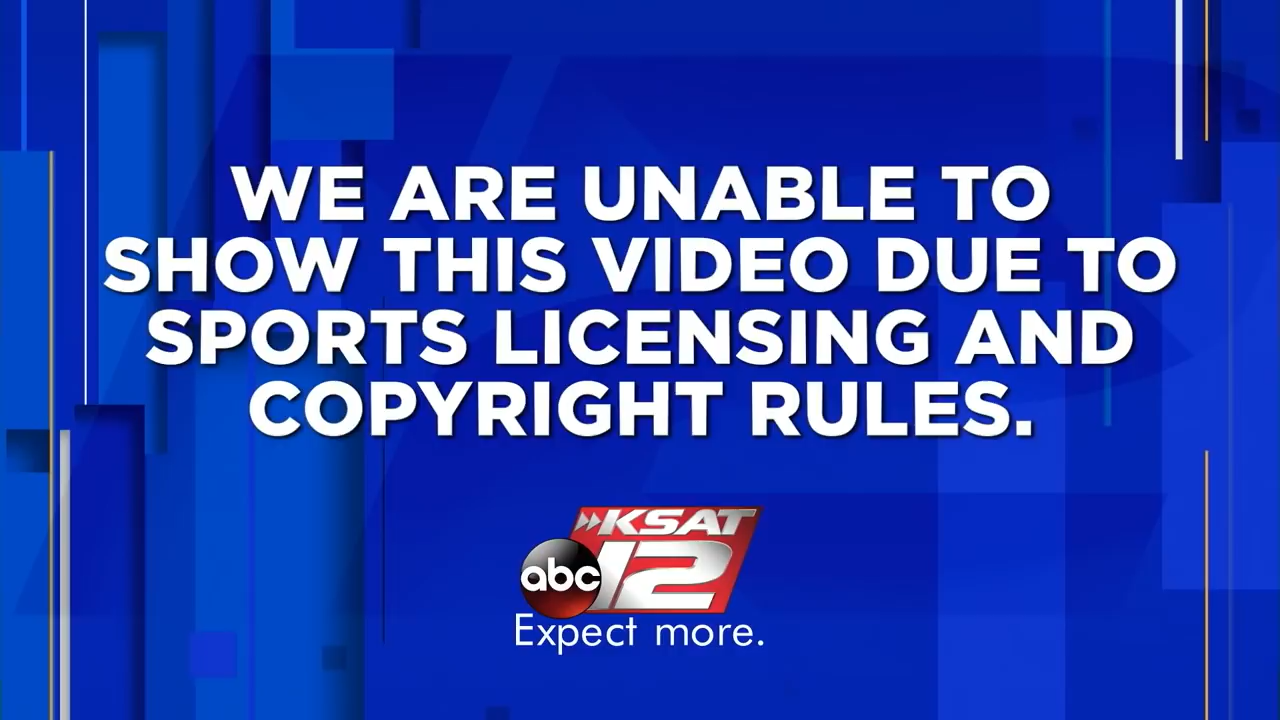 WE ARE UNABLE TO
SHOW THIS VIDEO DUE TO
SPORTS LICENSING AND
COPYRIGHT RULES.
KSAT
abc 12
Expect more.